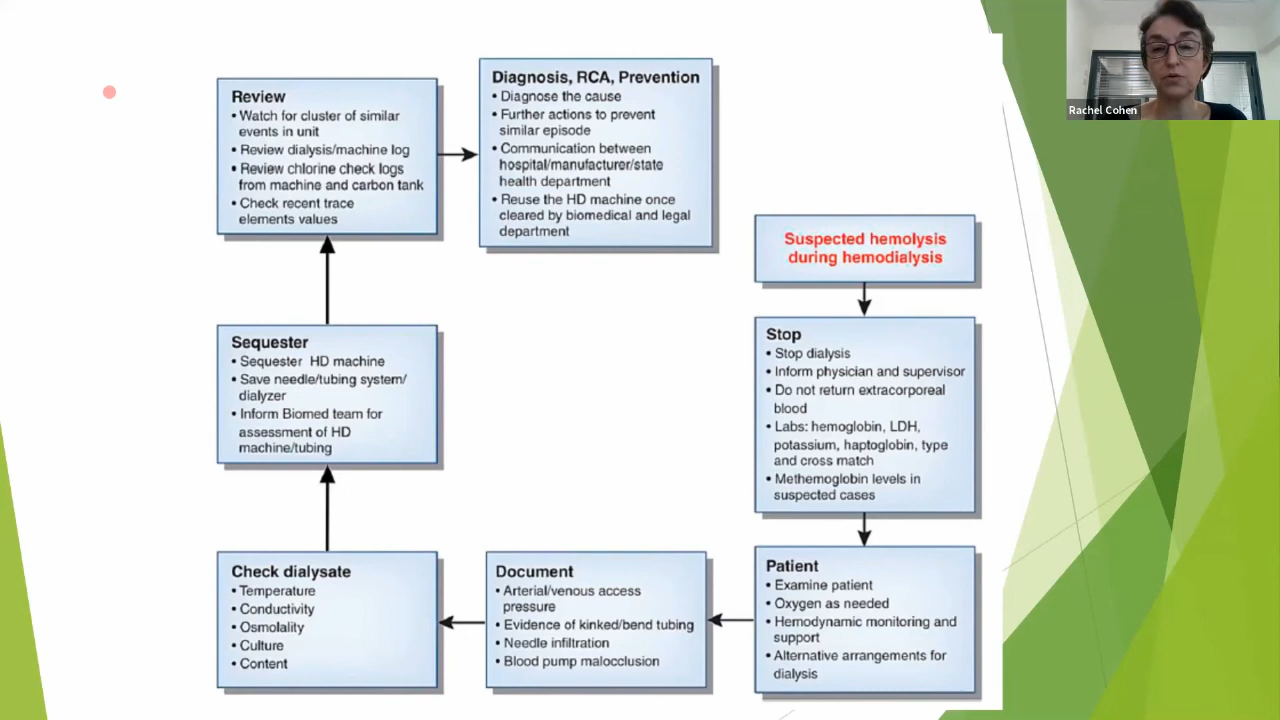 Rachel Cohen
Suspected hemolysis
during hemodialysis
Stop
• Stop dialysis
• Inform physician and supervisor
• Do not return extracorporeal
blood
• Labs: hemoglobin, LDH,
potassium, haptoglobin, type
and cross match
• Methemoglobin levels in
suspected cases
Patient
• Examine patient
• Oxygen as needed
• Hemodynamic monitoring and
support
• Alternative arrangements for
dialysis
Document
• Arterial/venous access
pressure
• Evidence of kinked/bend tubing
• Needle infiltration
• Blood pump malocclusion
Check dialysate
• Temperature
• Conductivity
• Osmolality
• Culture
• Content
Sequester
• Sequester HD machine
• Save needle/tubing system/
dialyzer
• Inform Biomed team for
assessment of HD
machine/tubing
Review
• Watch for cluster of similar
events in unit
• Review dialysis/machine log
• Review chlorine check logs
from machine and carbon tank
• Check recent trace
elements values
Diagnosis, RCA, Prevention
• Diagnose the cause
• Further actions to prevent
similar episode
• Communication between
hospital/manufacturer/state
health department
• Reuse the HD machine once
cleared by biomedical and legal
department